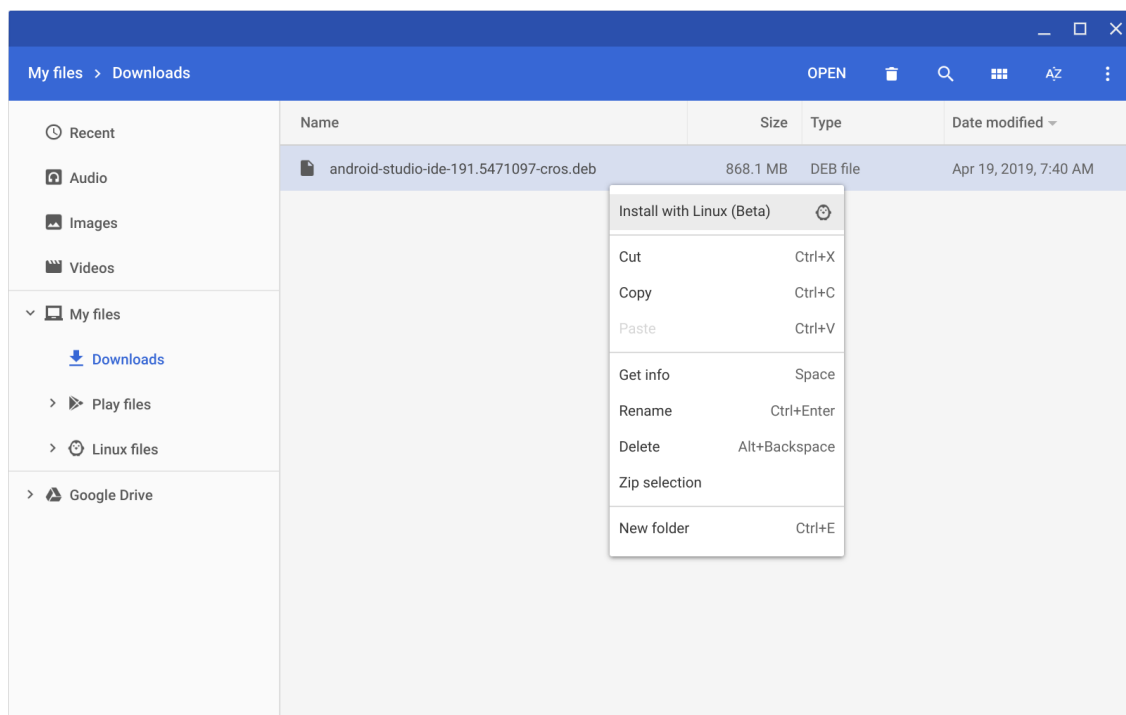 My files > Downloads OPEN AZ
Recent
Audio
Images
Videos
My files
Downloads
Play files
Linux files
Google Drive
Name Size Type Date modified
android-studio-ide-191.5471097-cros.deb 868.1 MB DEB file Apr 19, 2019, 7:40 AM
Install with Linux (Beta)
Cut Ctrl+X
Copy Ctrl+C
Paste Ctrl+V
Get info Space
Rename Ctrl+Enter
Delete Alt+Backspace
Zip selection
New folder Ctrl+E